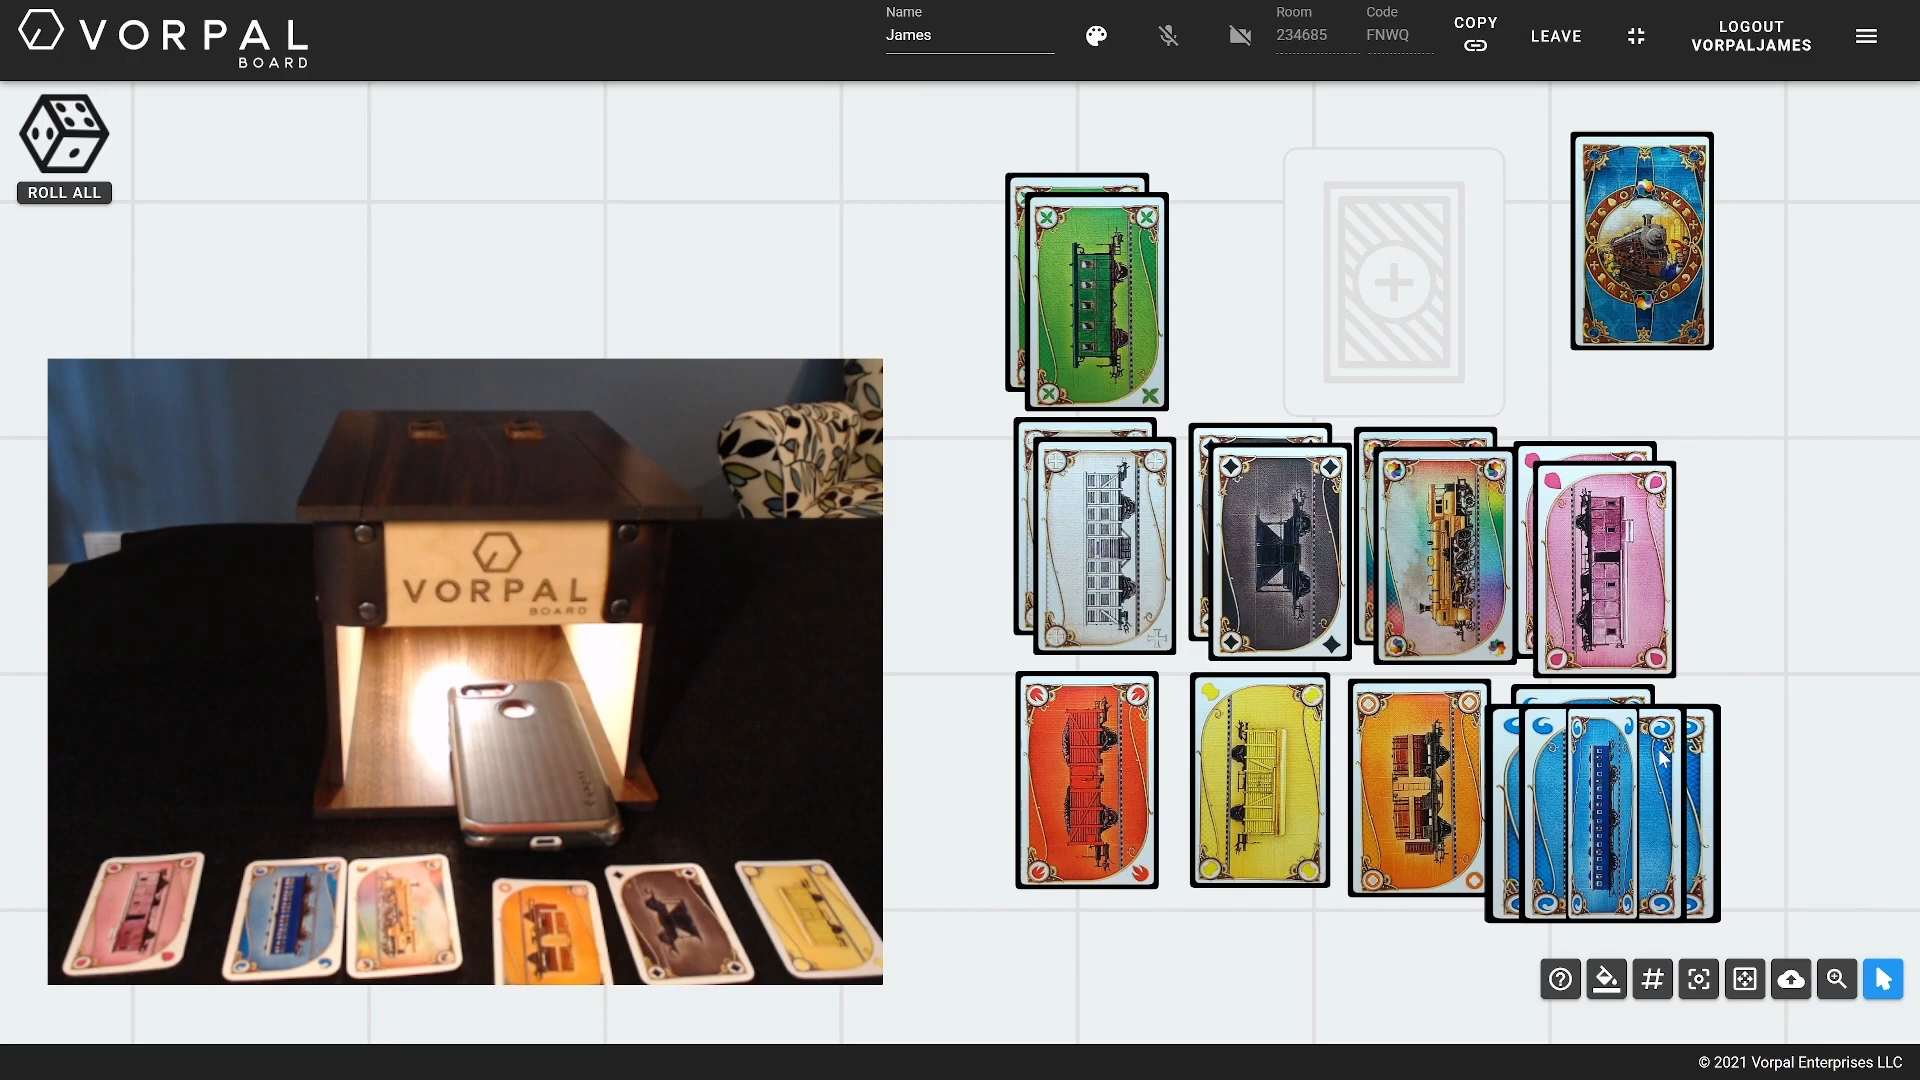 VORPAL
BOARD
Name
James
Room
234685
Code
FNWQ
COPY
LEAVE
LOGOUT
VORPALJAMES
ROLL ALL
VORPAL
BOARD
© 2021 Vorpal Enterprises LLC